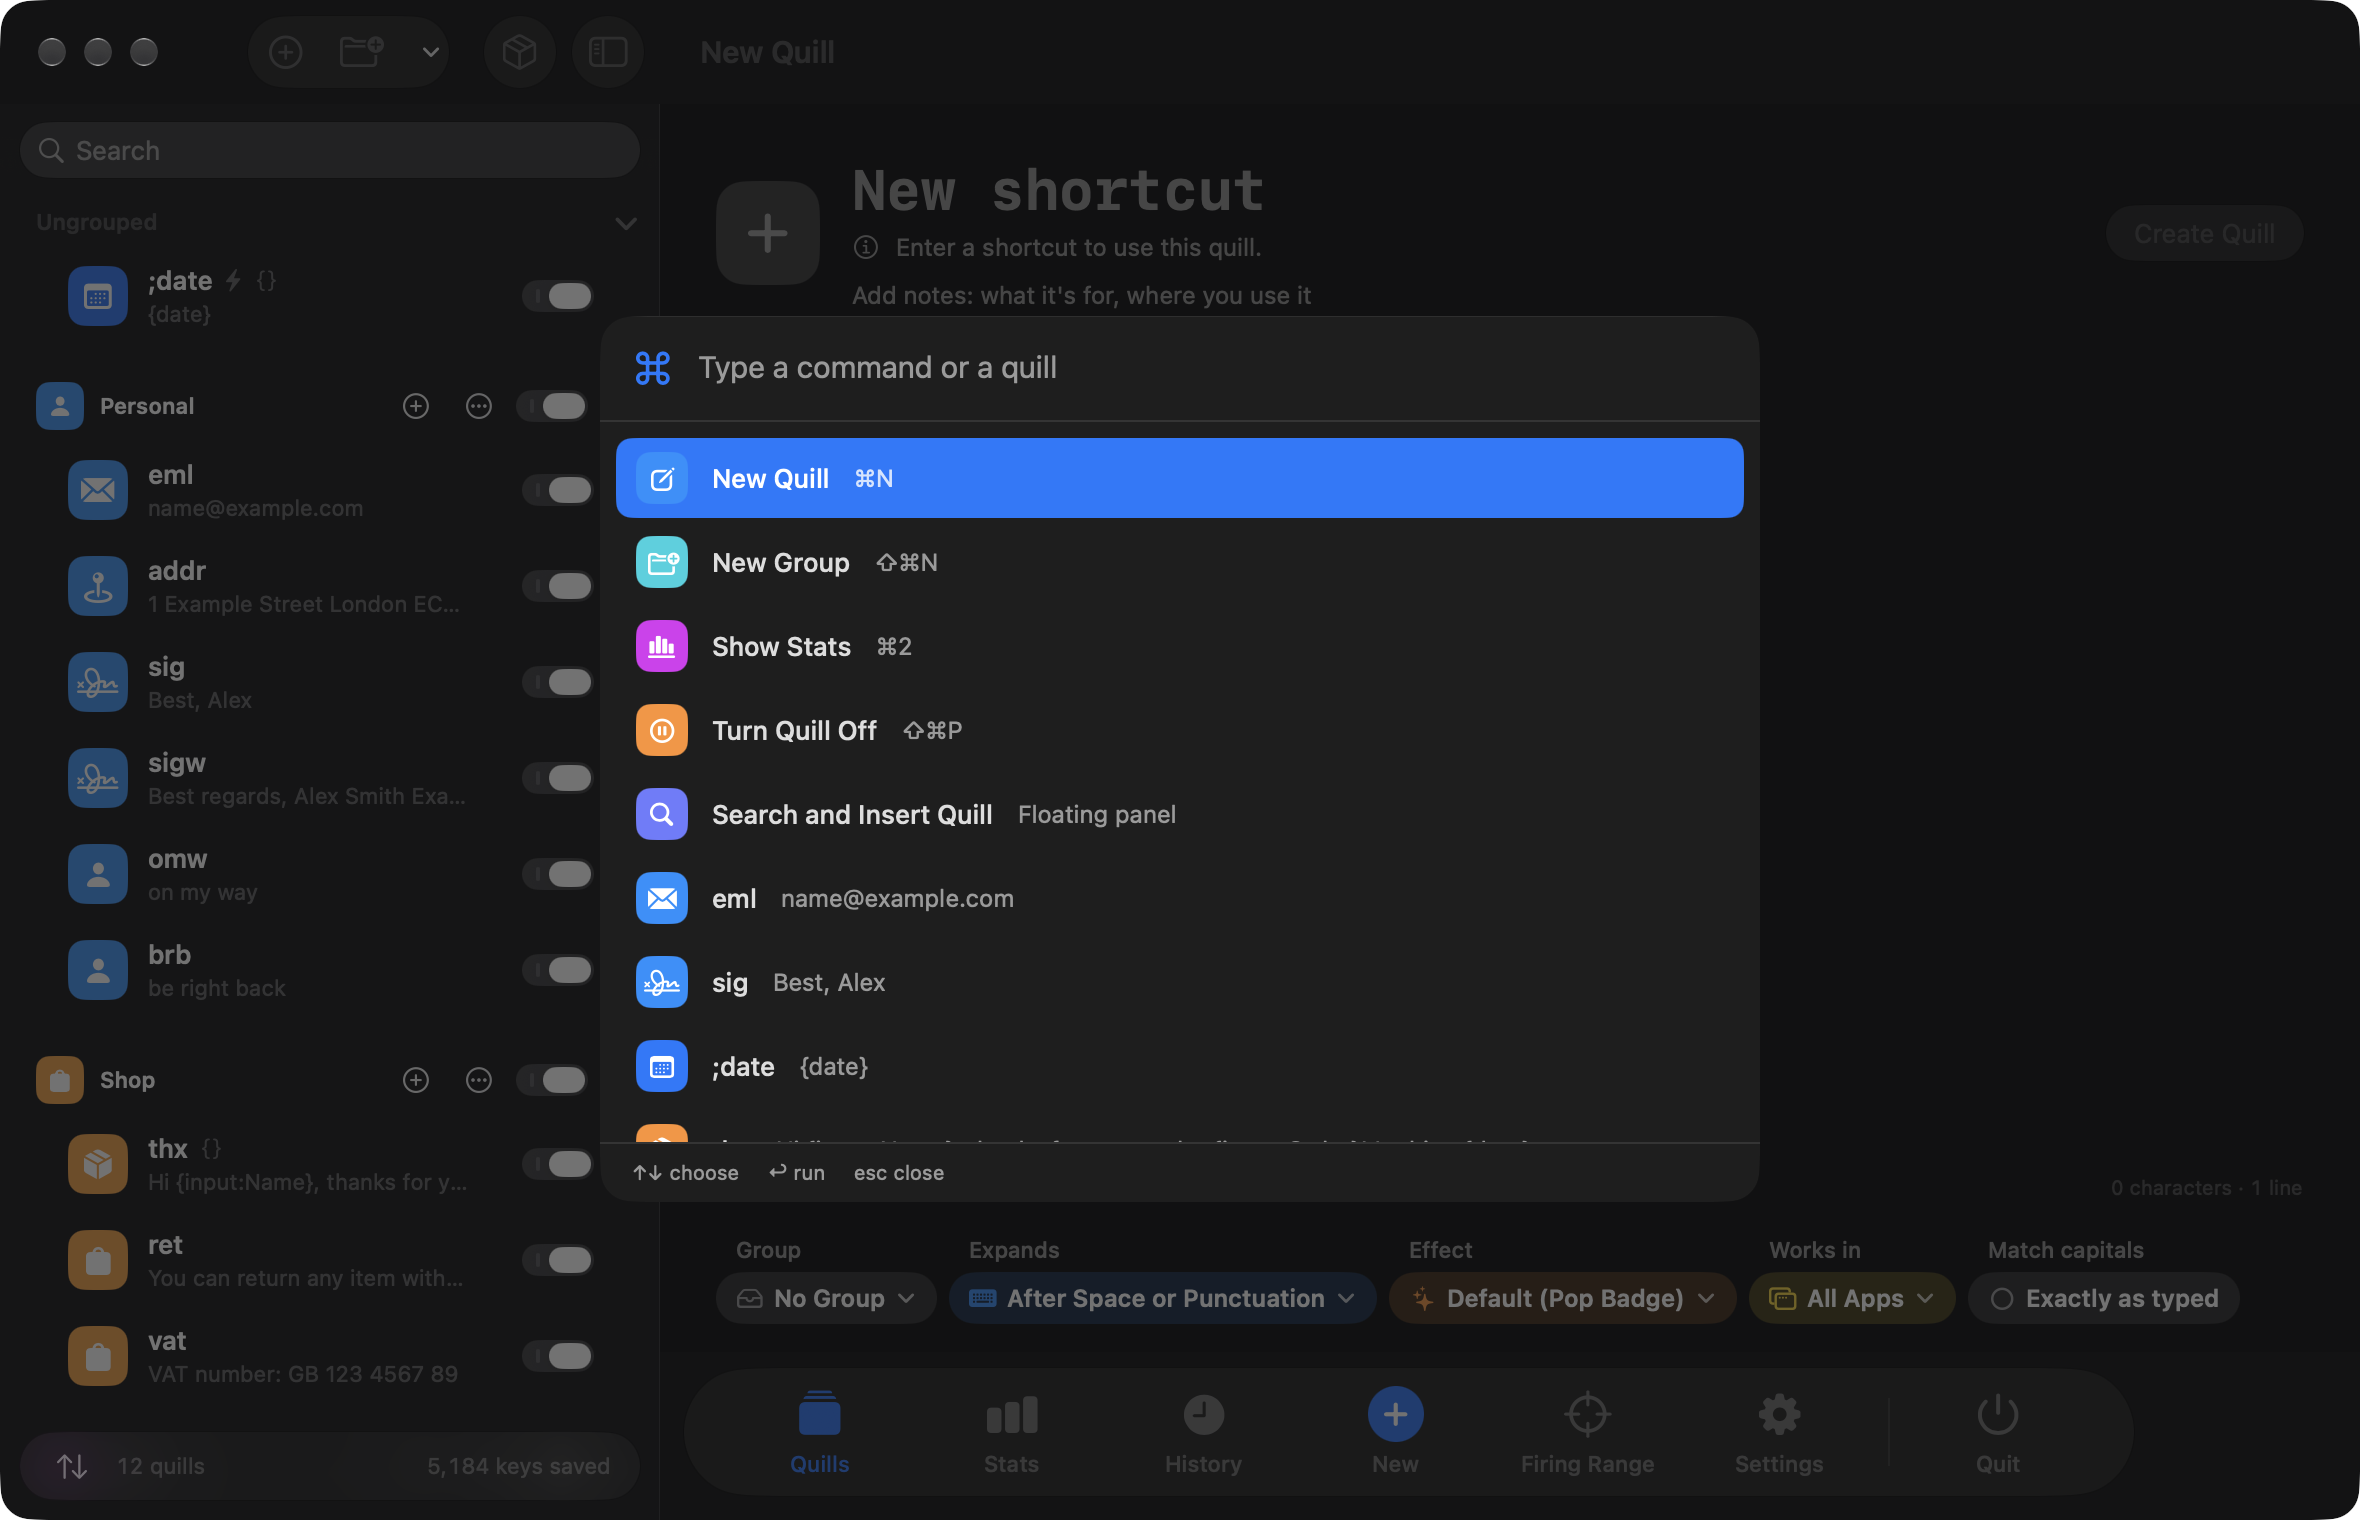 New Quill
Search
Ungrouped
;date {}
{date}
Personal
eml
name@example.com
addr
1 Example Street London EC...
sig
Best, Alex
sigw
Best regards, Alex Smith Exa...
omw
on my way
brb
be right back
Shop
thx {}
Hi {input:Name}, thanks for y...
ret
You can return any item with...
vat
VAT number: GB 123 4567 89
12 quills 5,184 keys saved
New shortcut
Enter a shortcut to use this quill.
Add notes: what it's for, where you use it
Create Quill
Type a command or a quill
New Quill ⌘N
New Group ⇧⌘N
Show Stats ⌘2
Turn Quill Off ⇧⌘P
Search and Insert Quill Floating panel
eml name@example.com
sig Best, Alex
;date {date}
↑↓ choose ↩ run esc close
0 characters · 1 line
Group Expands Effect Works in Match capitals
No Group After Space or Punctuation Default (Pop Badge) All Apps Exactly as typed
Quills Stats History New Firing Range Settings Quit